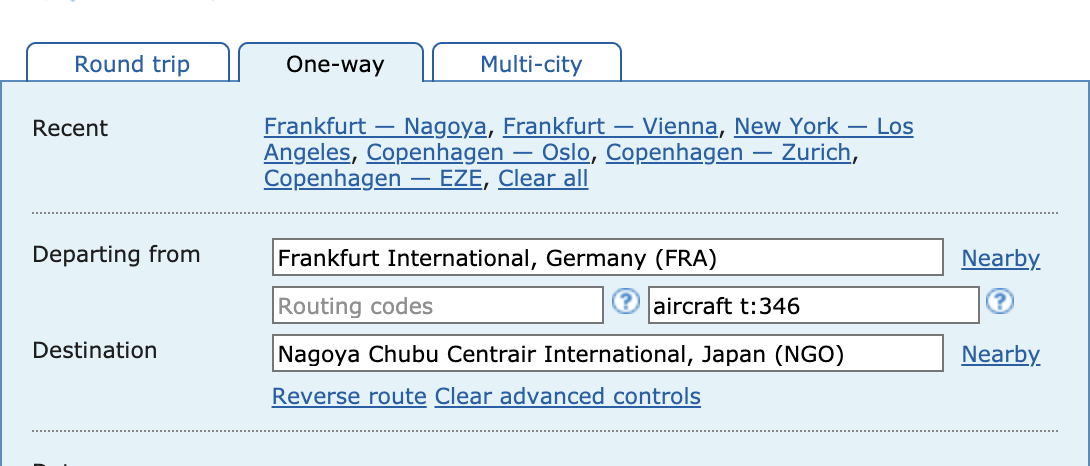 Round trip One-way Multi-city
Recent Frankfurt — Nagoya, Frankfurt — Vienna, New York — Los
Angeles, Copenhagen — Oslo, Copenhagen — Zurich,
Copenhagen — EZE, Clear all
Departing from Frankfurt International, Germany (FRA) Nearby
Routing codes ? aircraft t:346 ?
Destination Nagoya Chubu Centrair International, Japan (NGO) Nearby
Reverse route Clear advanced controls